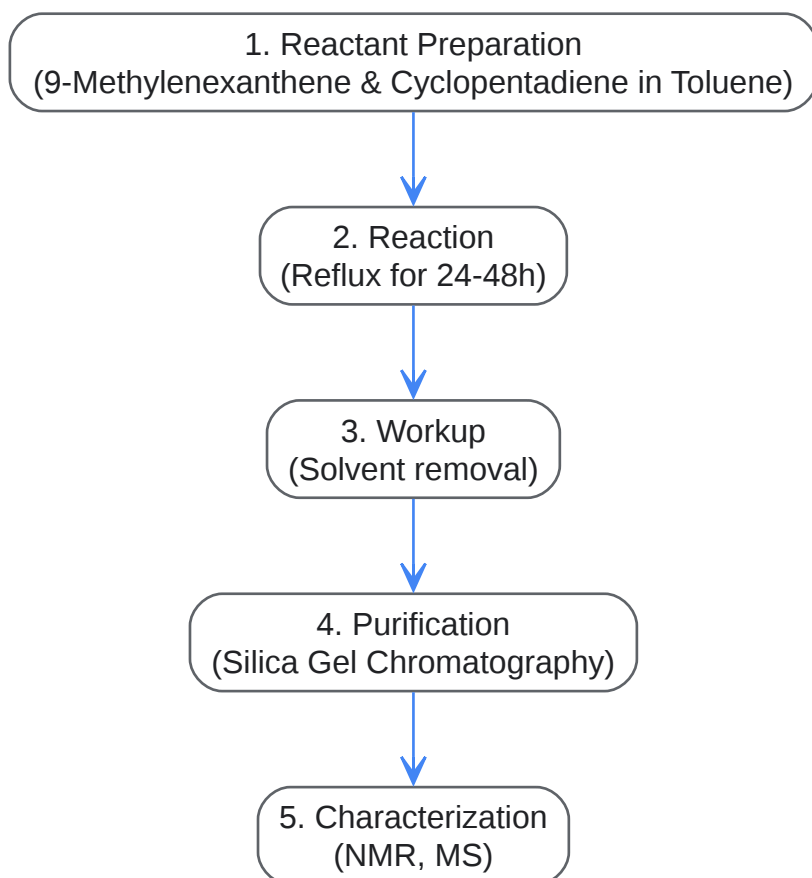 1. Reactant Preparation
(9-Methylenexanthene & Cyclopentadiene in Toluene)
2. Reaction
(Reflux for 24-48h)
3. Workup
(Solvent removal)
4. Purification
(Silica Gel Chromatography)
5. Characterization
(NMR, MS)